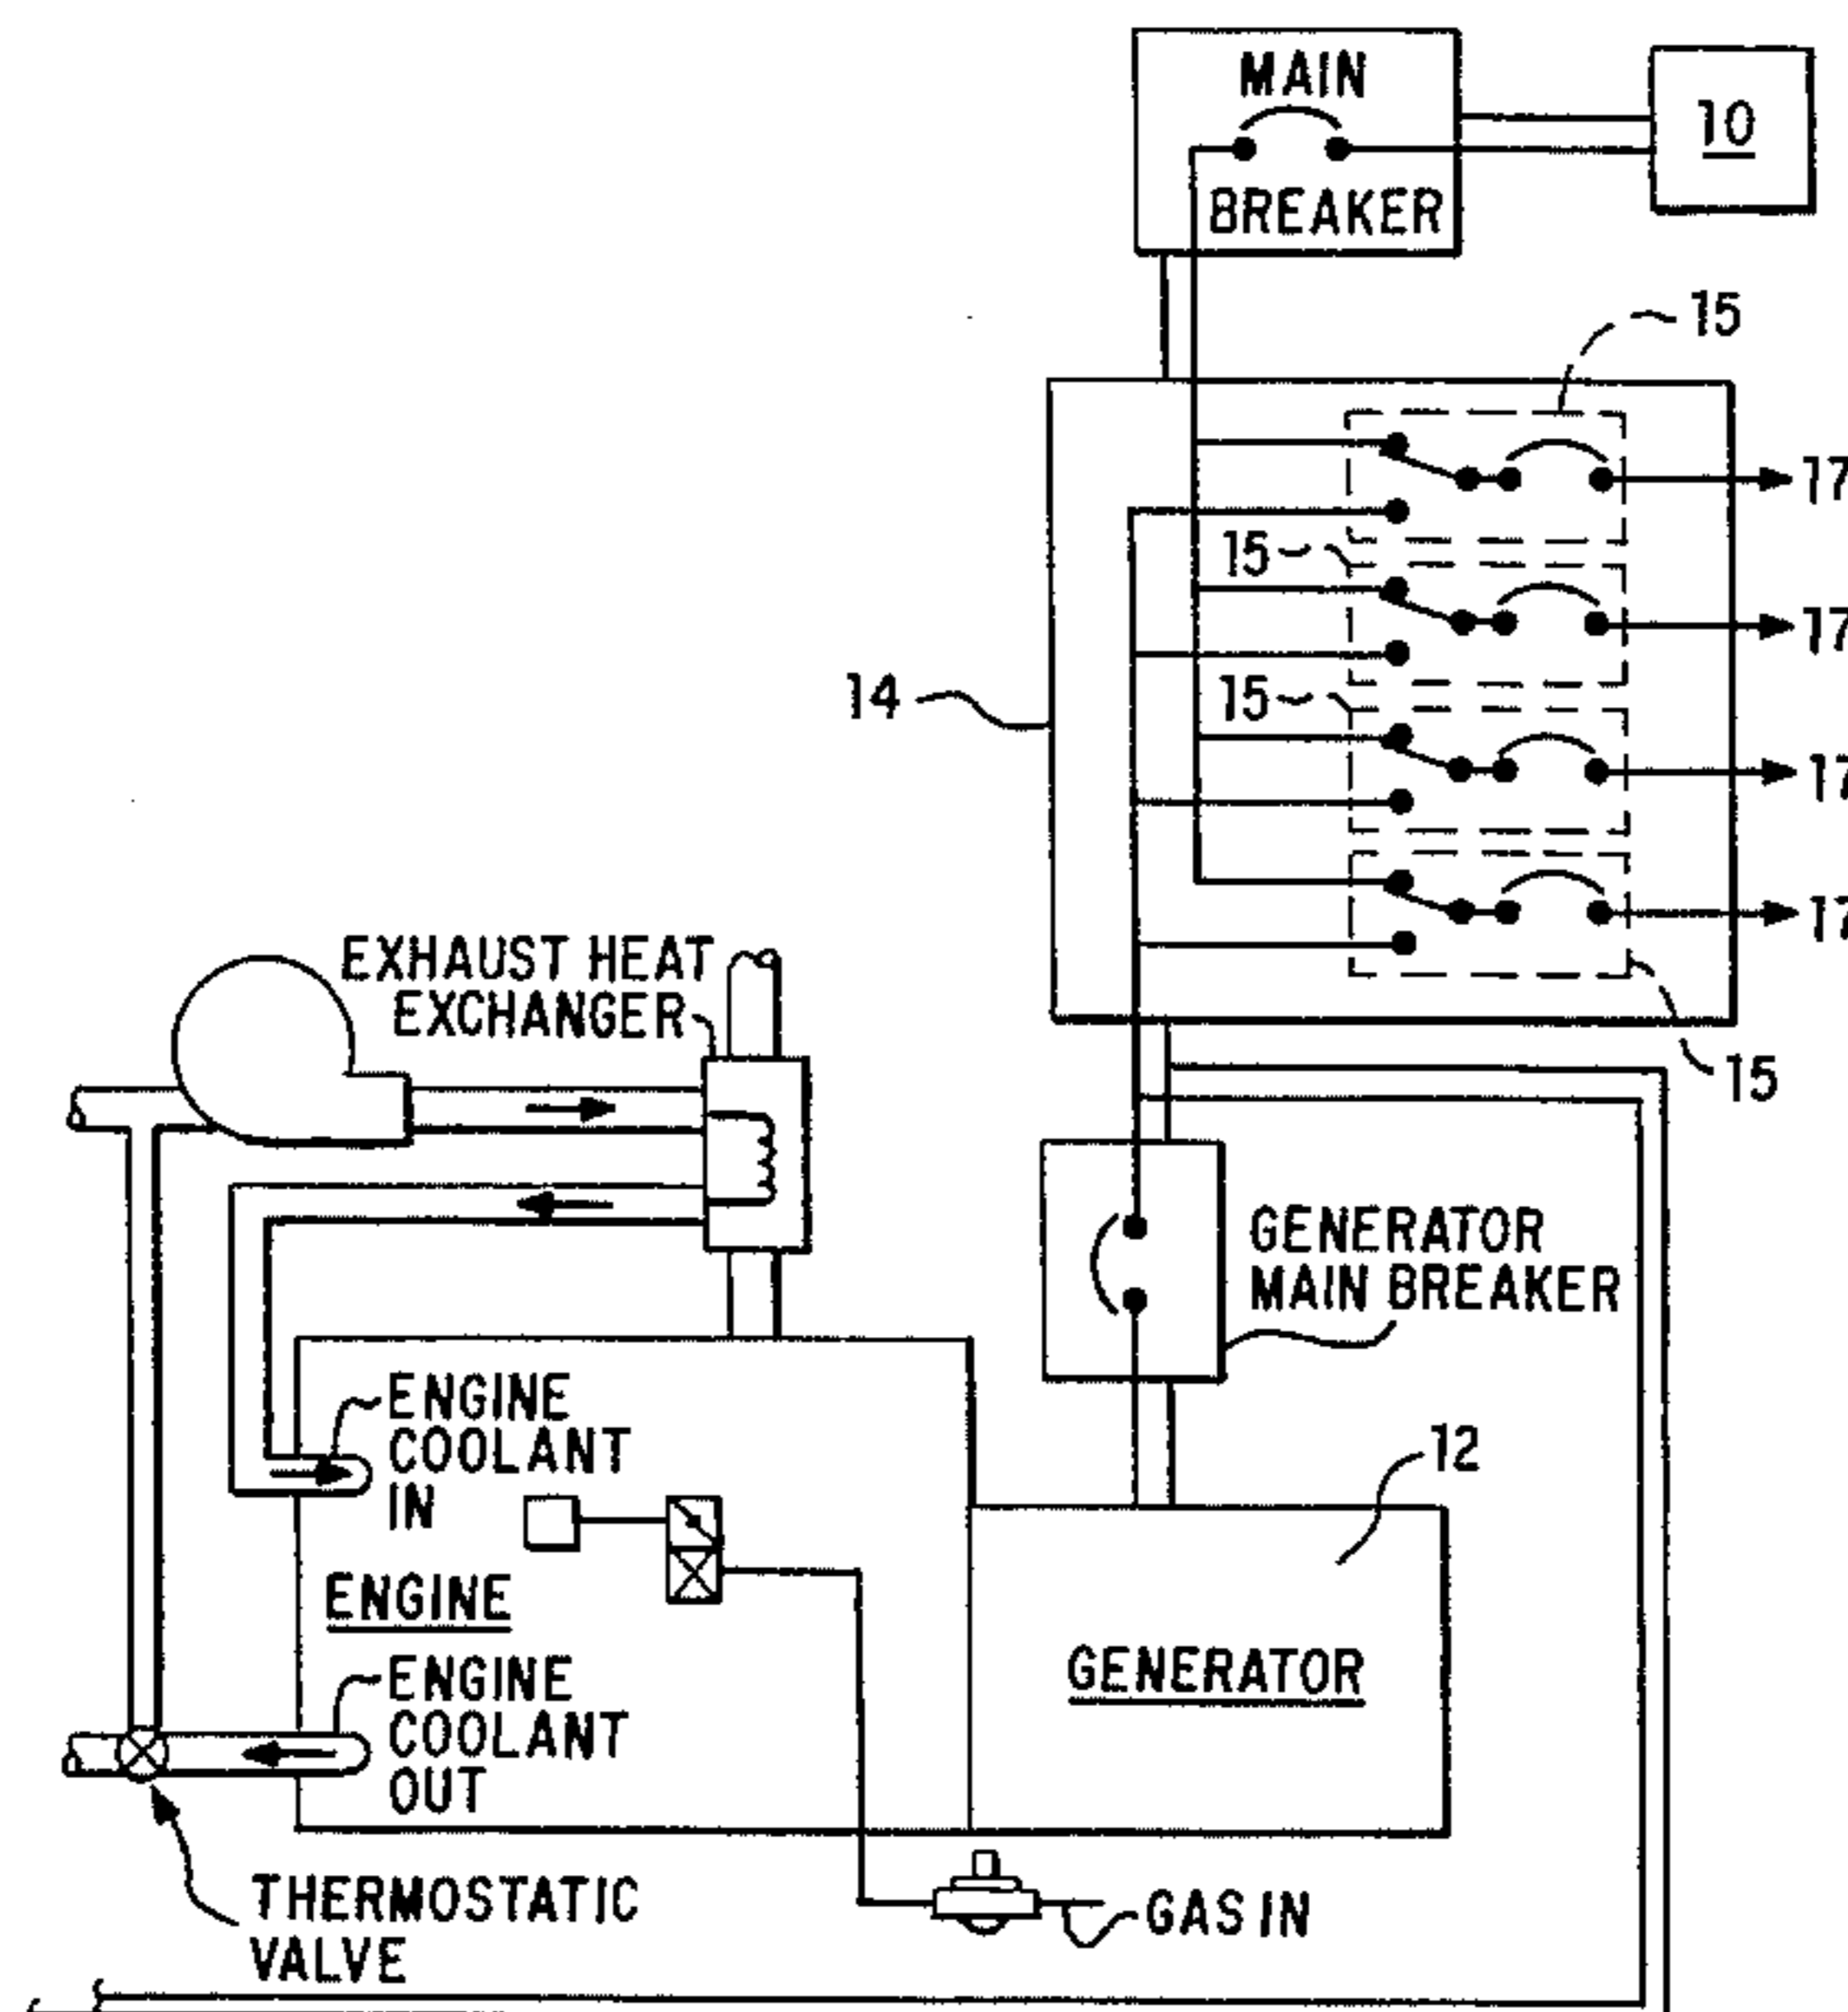 MAIN
BREAKER
10
15
17
15
17
15
14
17
17
15
EXHAUST HEAT
EXCHANGER
GENERATOR
MAIN BREAKER
12
ENGINE
COOLANT
IN
ENGINE
GENERATOR
ENGINE
COOLANT
OUT
THERMOSTATIC
VALVE
GAS IN